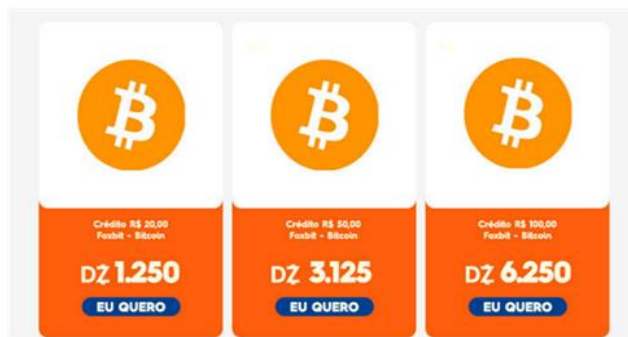 Crédito R$ 20,00
Foxbit - Bitcoin
DZ 1.250
EU QUERO
Crédito R$ 50,00
Foxbit - Bitcoin
DZ 3.125
EU QUERO
Crédito R$ 100,00
Foxbit - Bitcoin
DZ 6.250
EU QUERO